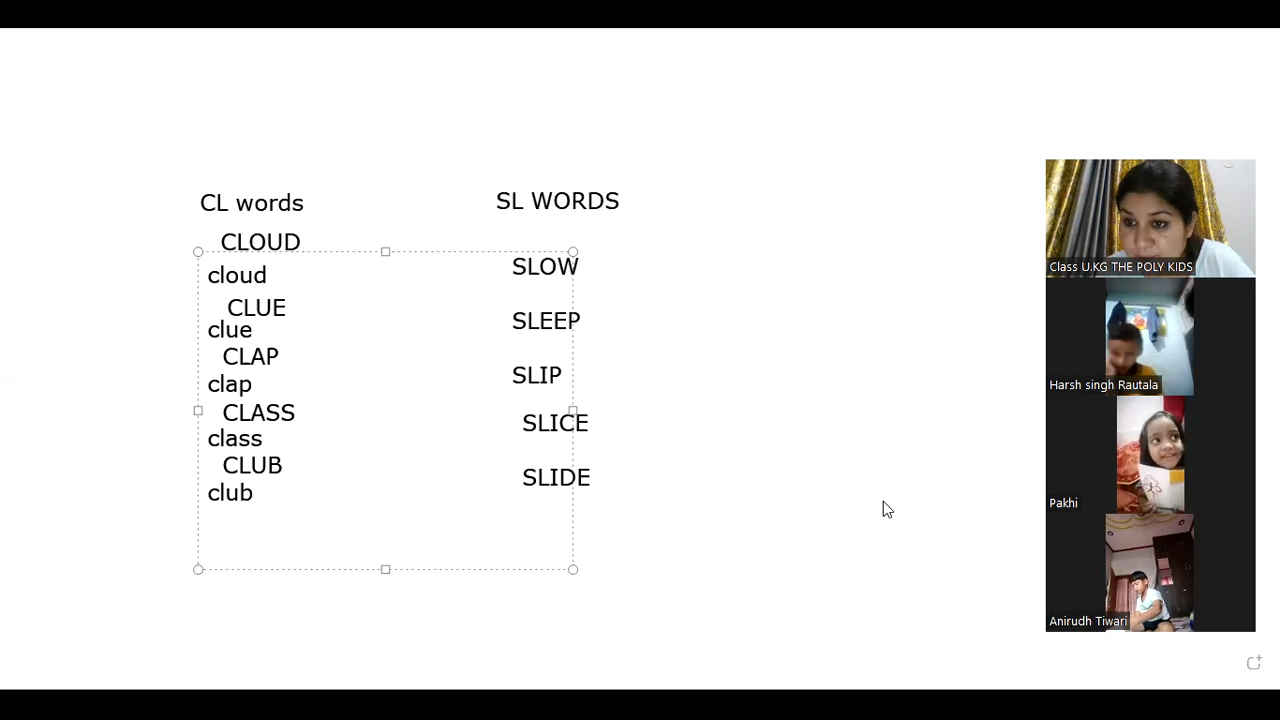 CL words
CLOUD
cloud
CLUE
clue
CLAP
clap
CLASS
class
CLUB
club
SL WORDS
SLOW
SLEEP
SLIP
SLICE
SLIDE
Class U.KG THE POLY KIDS
Harsh singh Rautala
Pakhi
Anirudh Tiwari